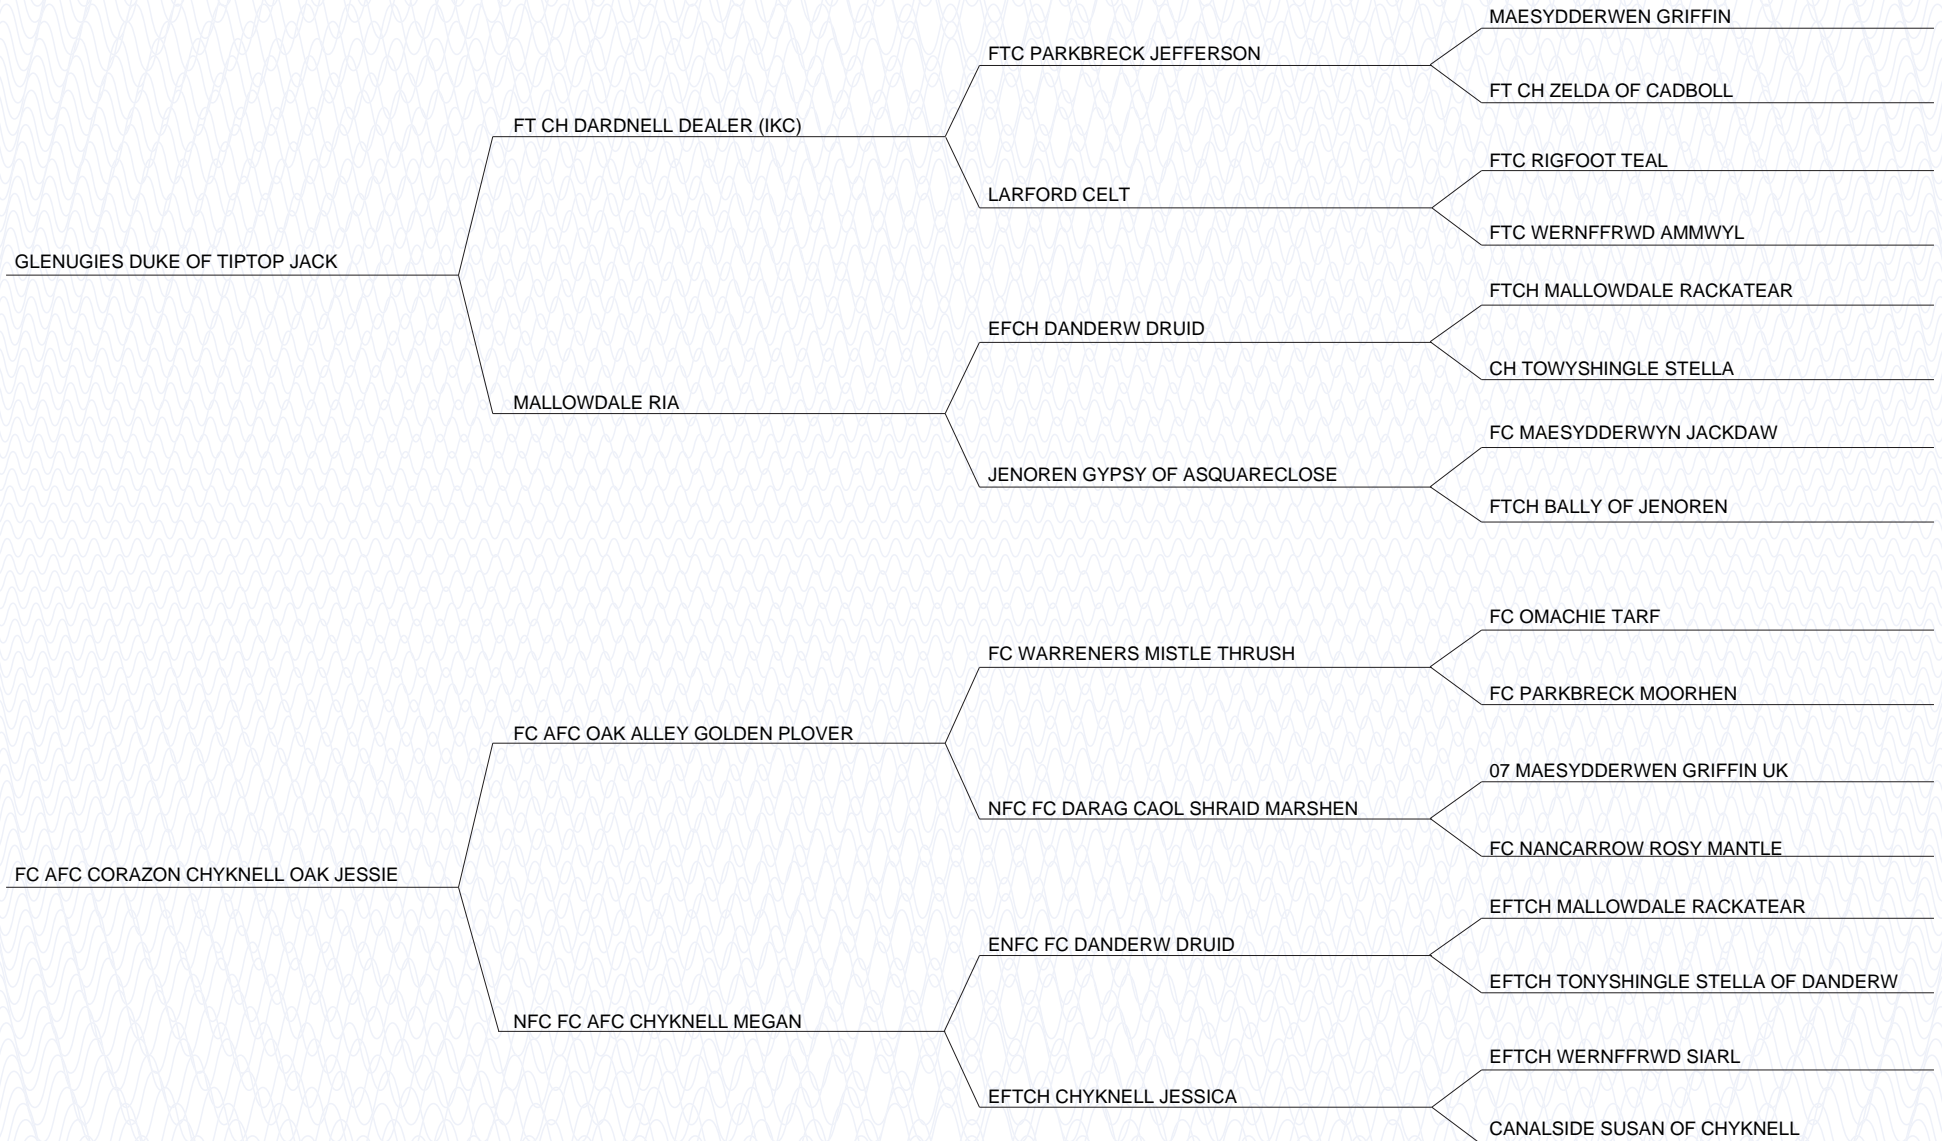 MAESYDDERWEN GRIFFIN
FTC PARKBRECK JEFFERSON
FT CH ZELDA OF CADBOLL
FT CH DARDNELL DEALER (IKC)
FTC RIGFOOT TEAL
LARFORD CELT
FTC WERNFFRWD AMMWYL
GLENUGIES DUKE OF TIPTOP JACK
FTCH MALLOWDALE RACKATEAR
EFCH DANDERW DRUID
CH TOWYSHINGLE STELLA
MALLOWDALE RIA
FC MAESYDDERWYN JACKDAW
JENOREN GYPSY OF ASQUARECLOSE
FTCH BALLY OF JENOREN
FC OMACHIE TARF
FC WARRENERS MISTLE THRUSH
FC PARKBRECK MOORHEN
FC AFC OAK ALLEY GOLDEN PLOVER
07 MAESYDDERWEN GRIFFIN UK
NFC FC DARAG CAOL SHRAID MARSHEN
FC NANCARROW ROSY MANTLE
FC AFC CORAZON CHYKNELL OAK JESSIE
EFTCH MALLOWDALE RACKATEAR
ENFC FC DANDERW DRUID
EFTCH TONYSHINGLE STELLA OF DANDERW
NFC FC AFC CHYKNELL MEGAN
EFTCH WERNFFRWD SIARL
EFTCH CHYKNELL JESSICA
CANALSIDE SUSAN OF CHYKNELL